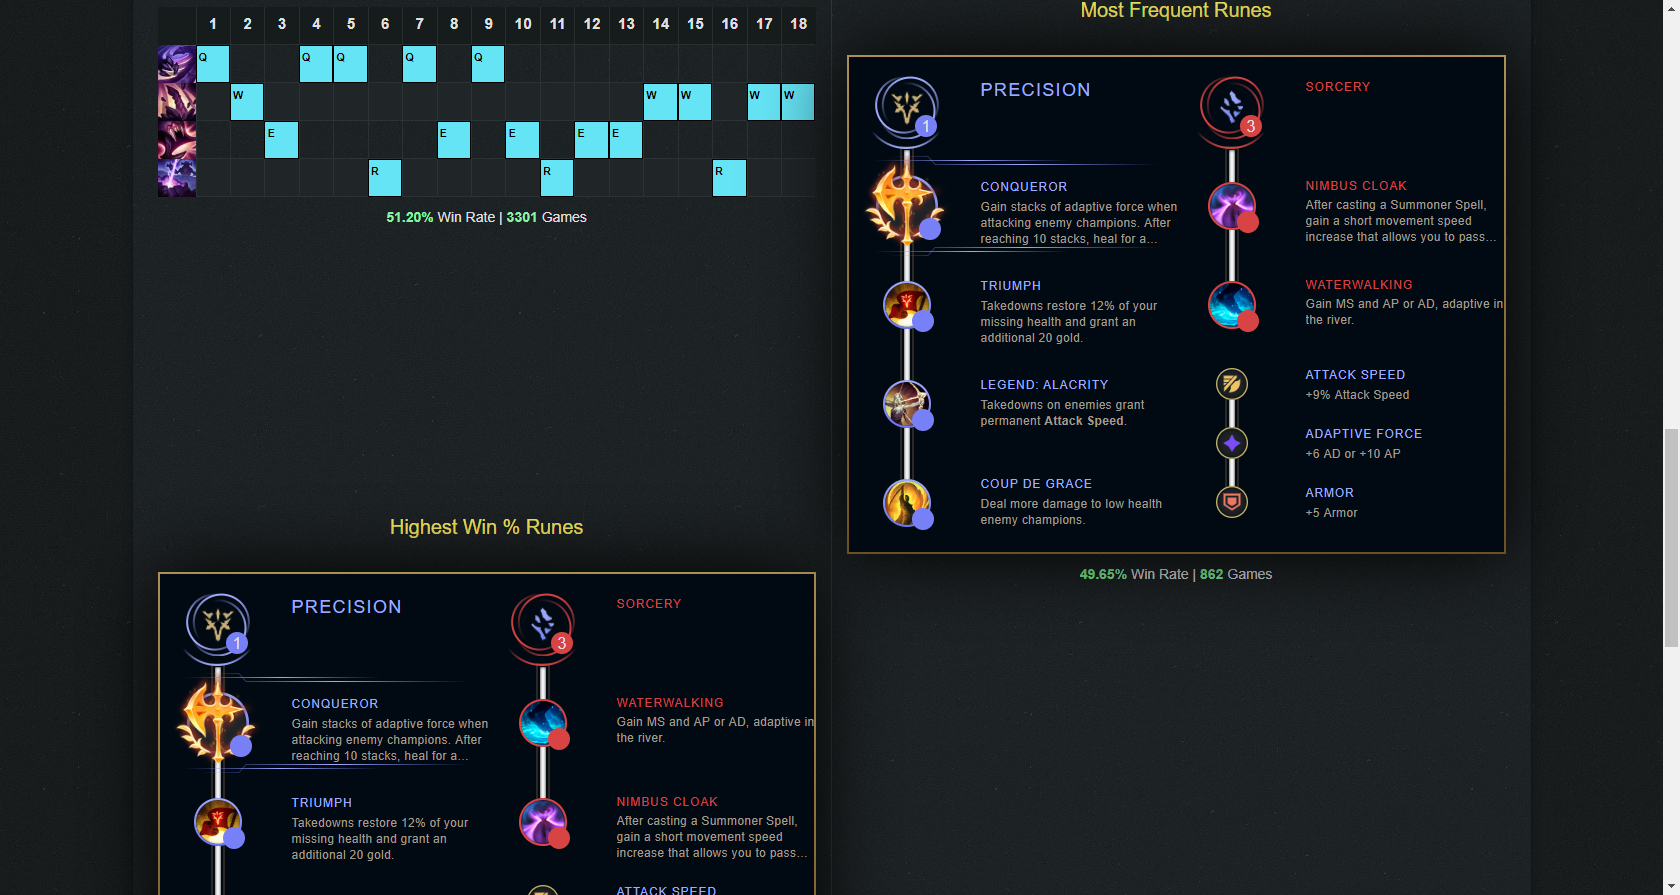 1 2 3 4 5 6 7 8 9 10 11 12 13 14 15 16 17 18
Q Q Q Q Q
W W W W W
E E E E E
R R R
51.20% Win Rate | 3301 Games
Most Frequent Runes
1
PRECISION
CONQUEROR
Gain stacks of adaptive force when
attacking enemy champions. After
reaching 10 stacks, heal for a...
TRIUMPH
Takedowns restore 12% of your
missing health and grant an
additional 20 gold.
LEGEND: ALACRITY
Takedowns on enemies grant
permanent Attack Speed.
COUP DE GRACE
Deal more damage to low health
enemy champions.
3
SORCERY
NIMBUS CLOAK
After casting a Summoner Spell,
gain a short movement speed
increase that allows you to pass...
WATERWALKING
Gain MS and AP or AD, adaptive in
the river.
ATTACK SPEED
+9% Attack Speed
ADAPTIVE FORCE
+6 AD or +10 AP
ARMOR
+5 Armor
49.65% Win Rate | 862 Games
Highest Win % Runes
1
PRECISION
CONQUEROR
Gain stacks of adaptive force when
attacking enemy champions. After
reaching 10 stacks, heal for a...
TRIUMPH
Takedowns restore 12% of your
missing health and grant an
additional 20 gold.
3
SORCERY
WATERWALKING
Gain MS and AP or AD, adaptive in
the river.
NIMBUS CLOAK
After casting a Summoner Spell,
gain a short movement speed
increase that allows you to pass...
ATTACK SPEED